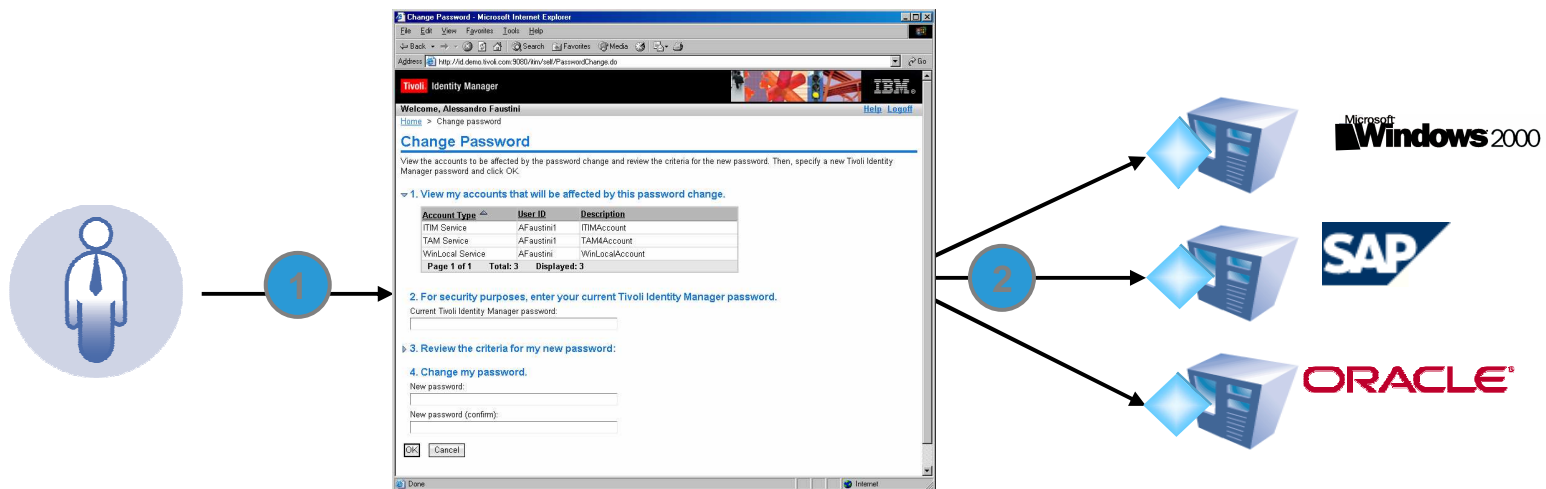 Change Password - Microsoft Internet Explorer
File Edit View Favorites Tools Help
Back Search Favorites Media
Address http://id.demo.tivoli.com:9080/itim/self/PasswordChange.do Go
Tivoli. Identity Manager IBM®
Welcome, Alessandro Faustini Help Logoff
Home > Change password
Change Password
View the accounts to be affected by the password change and review the criteria for the new password. Then, specify a new Tivoli Identity
Manager password and click OK.
1. View my accounts that will be affected by this password change.
Account Type User ID Description
ITIM Service AFaustini1 ITIMAccount
TAM Service AFaustini1 TAM4Account
WinLocal Service AFaustini WinLocalAccount
Page 1 of 1 Total: 3 Displayed: 3
2. For security purposes, enter your current Tivoli Identity Manager password.
Current Tivoli Identity Manager password:
3. Review the criteria for my new password:
4. Change my password.
New password:
New password (confirm):
OK Cancel
Done Internet
1
2
Microsoft
Windows 2000
SAP
ORACLE®